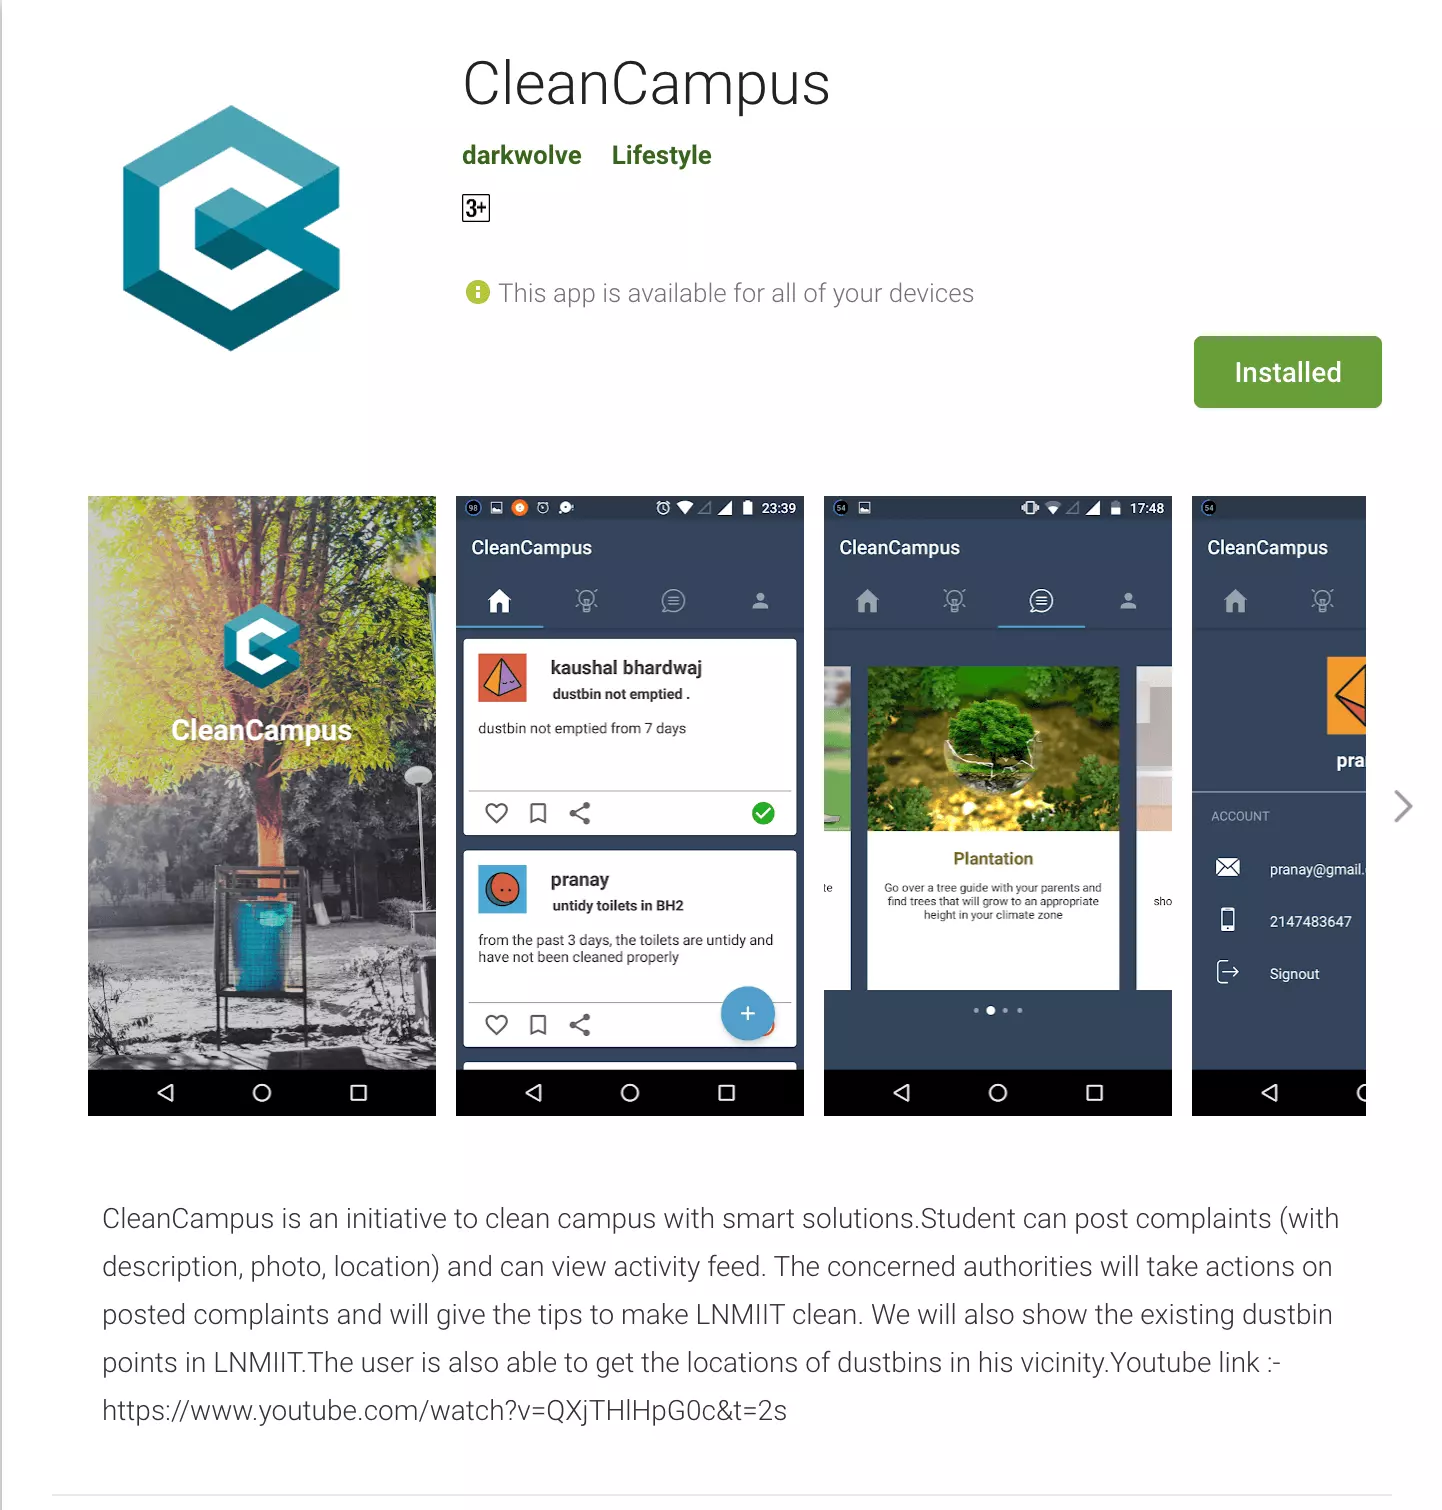 CleanCampus
darkwolve Lifestyle
3+
This app is available for all of your devices
Installed
CleanCampus
98 23:39
CleanCampus
kaushal bhardwaj
dustbin not emptied .
dustbin not emptied from 7 days
pranay
untidy toilets in BH2
from the past 3 days, the toilets are untidy and
have not been cleaned properly
+
54 17:48
CleanCampus
te
Plantation
Go over a tree guide with your parents and
find trees that will grow to an appropriate
height in your climate zone
sho
54
CleanCampus
pra
ACCOUNT
pranay@gmail.
2147483647
Signout
CleanCampus is an initiative to clean campus with smart solutions.Student can post complaints (with
description, photo, location) and can view activity feed. The concerned authorities will take actions on
posted complaints and will give the tips to make LNMIIT clean. We will also show the existing dustbin
points in LNMIIT.The user is also able to get the locations of dustbins in his vicinity.Youtube link :-
https://www.youtube.com/watch?v=QXjTHlHpG0c&t=2s